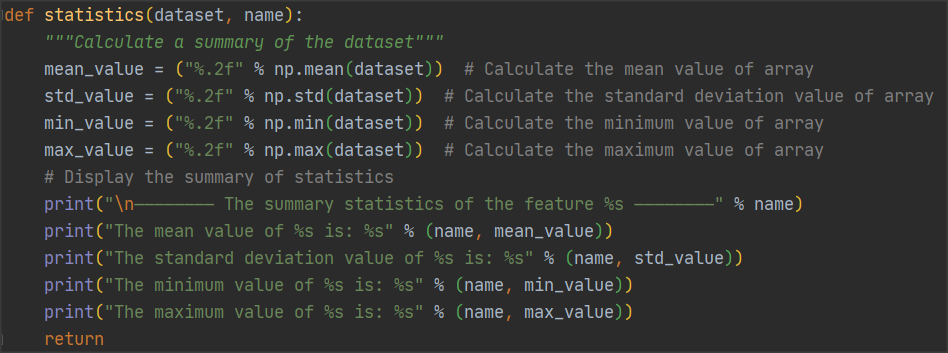 def statistics(dataset, name):
    """Calculate a summary of the dataset"""
    mean_value = ("%.2f" % np.mean(dataset))  # Calculate the mean value of array
    std_value = ("%.2f" % np.std(dataset))  # Calculate the standard deviation value of array
    min_value = ("%.2f" % np.min(dataset))  # Calculate the minimum value of array
    max_value = ("%.2f" % np.max(dataset))  # Calculate the maximum value of array
    # Display the summary of statistics
    print("\n———————— The summary statistics of the feature %s ————————" % name)
    print("The mean value of %s is: %s" % (name, mean_value))
    print("The standard deviation value of %s is: %s" % (name, std_value))
    print("The minimum value of %s is: %s" % (name, min_value))
    print("The maximum value of %s is: %s" % (name, max_value))
    return